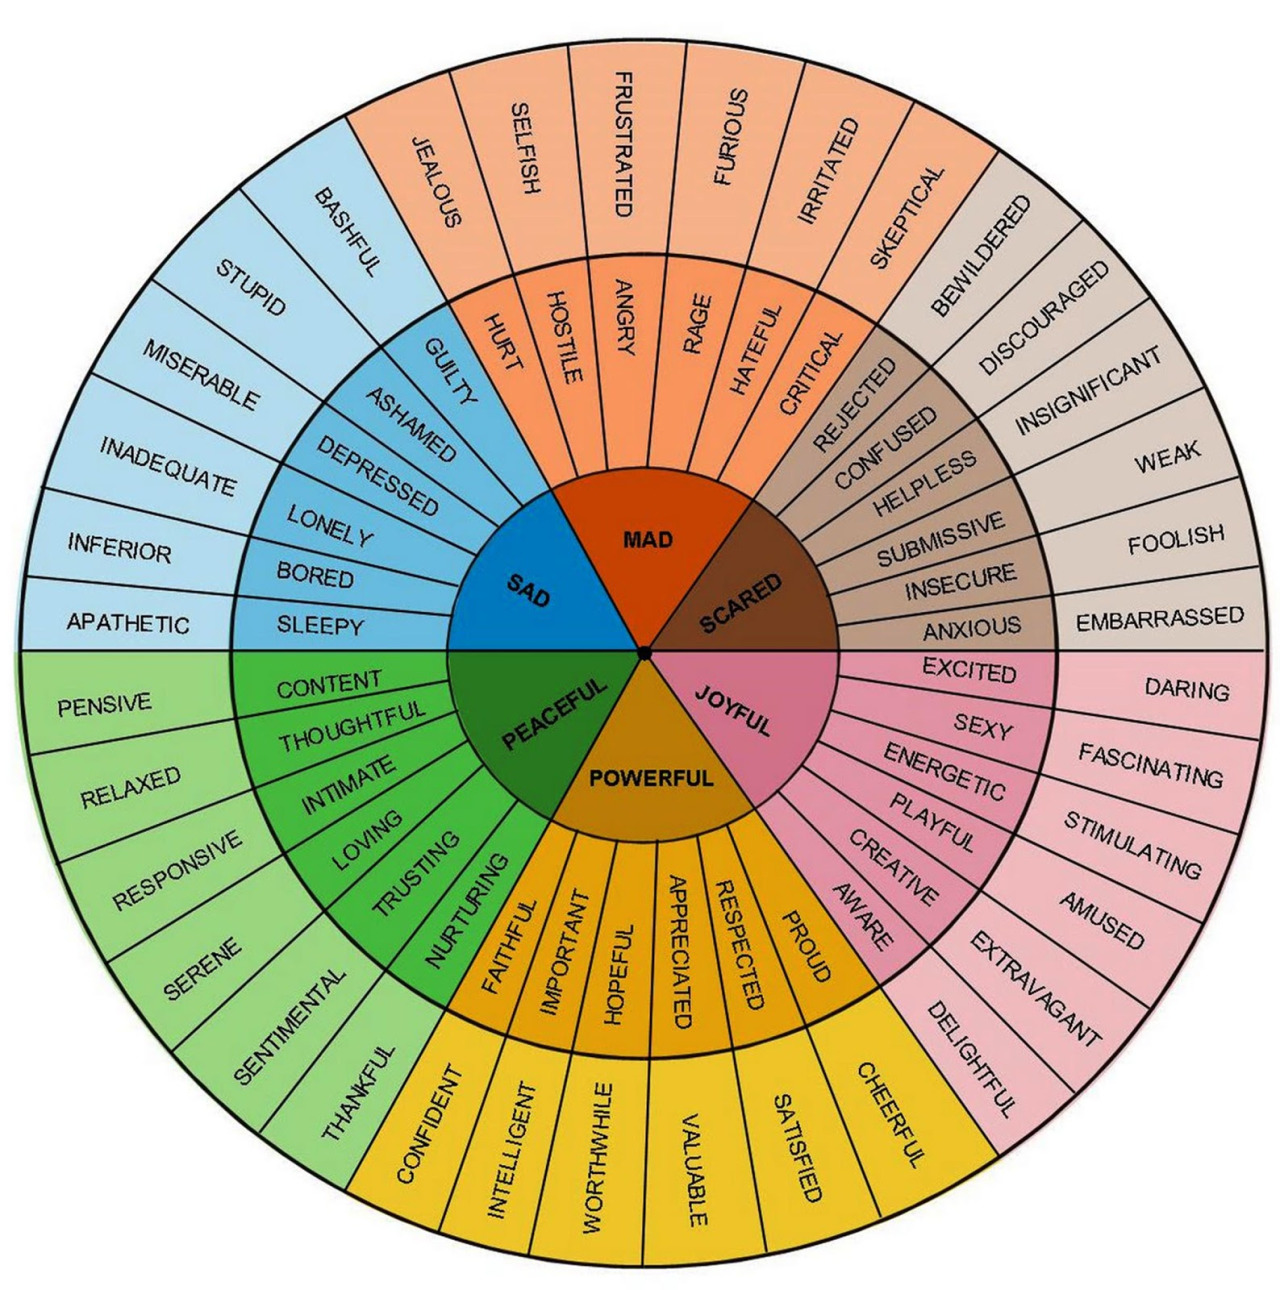 MAD
SCARED
JOYFUL
POWERFUL
PEACEFUL
SAD
HURT
HOSTILE
ANGRY
RAGE
HATEFUL
CRITICAL
REJECTED
CONFUSED
HELPLESS
SUBMISSIVE
INSECURE
ANXIOUS
EXCITED
SEXY
ENERGETIC
PLAYFUL
CREATIVE
AWARE
PROUD
RESPECTED
APPRECIATED
HOPEFUL
IMPORTANT
FAITHFUL
NURTURING
TRUSTING
LOVING
INTIMATE
THOUGHTFUL
CONTENT
SLEEPY
BORED
LONELY
DEPRESSED
ASHAMED
GUILTY
JEALOUS
SELFISH
FRUSTRATED
FURIOUS
IRRITATED
SKEPTICAL
BEWILDERED
DISCOURAGED
INSIGNIFICANT
WEAK
FOOLISH
EMBARRASSED
DARING
FASCINATING
STIMULATING
AMUSED
EXTRAVAGANT
DELIGHTFUL
CHEERFUL
SATISFIED
VALUABLE
WORTHWHILE
INTELLIGENT
CONFIDENT
THANKFUL
SENTIMENTAL
SERENE
RESPONSIVE
RELAXED
PENSIVE
APATHETIC
INFERIOR
INADEQUATE
MISERABLE
STUPID
BASHFUL